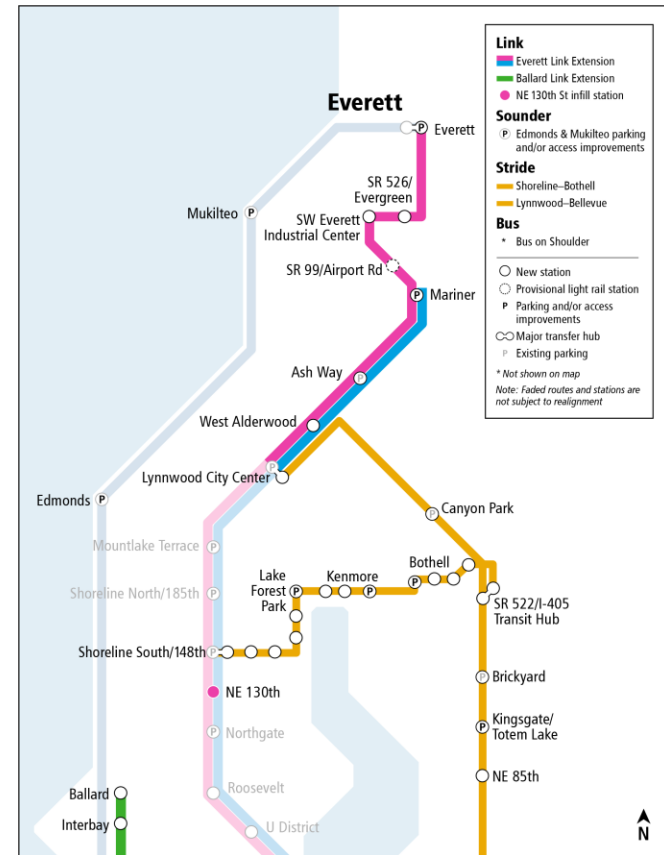 Link
Everett Link Extension
Ballard Link Extension
NE 130th St infill station
Sounder
P Edmonds & Mukilteo parking
and/or access improvements
Stride
Shoreline–Bothell
Lynnwood–Bellevue
Bus
* Bus on Shoulder
New station
Provisional light rail station
P Parking and/or access
improvements
Major transfer hub
P Existing parking
* Not shown on map
Note: Faded routes and stations are
not subject to realignment
Everett
P Everett
SR 526/
Evergreen
Mukilteo P
SW Everett
Industrial Center
SR 99/Airport Rd
P Mariner
Ash Way P
West Alderwood
P
Lynnwood City Center
Edmonds P
P Canyon Park
Mountlake Terrace P
Bothell
Lake
Forest
Park
P
Kenmore
P
P
Shoreline North/185th P
SR 522/I-405
Transit Hub
Shoreline South/148th P
P Brickyard
NE 130th
P Kingsgate/
Totem Lake
P Northgate
NE 85th
Ballard
Roosevelt
Interbay
U District
N